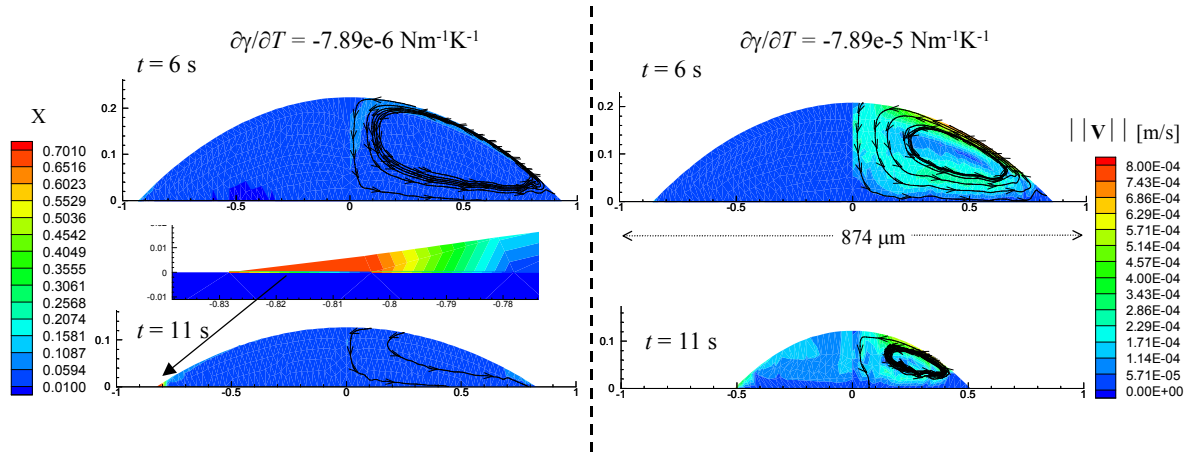 ∂γ/∂T = -7.89e-6 Nm⁻¹K⁻¹
t = 6 s
0.2
0.1
0
-1 -0.5 0 0.5 1
X
0.7010
0.6516
0.6023
0.5529
0.5036
0.4542
0.4049
0.3555
0.3061
0.2568
0.2074
0.1581
0.1087
0.0594
0.0100
0.01
0
-0.01
-0.83 -0.82 -0.81 -0.8 -0.79 -0.78
t = 11 s
0.1
0
-1 -0.5 0 0.5 1
∂γ/∂T = -7.89e-5 Nm⁻¹K⁻¹
t = 6 s
0.2
0.1
0
-1 -0.5 0 0.5 1
874 μm
t = 11 s
0.1
0
-1 -0.5 0 0.5 1
||V|| [m/s]
8.00E-04
7.43E-04
6.86E-04
6.29E-04
5.71E-04
5.14E-04
4.57E-04
4.00E-04
3.43E-04
2.86E-04
2.29E-04
1.71E-04
1.14E-04
5.71E-05
0.00E+00